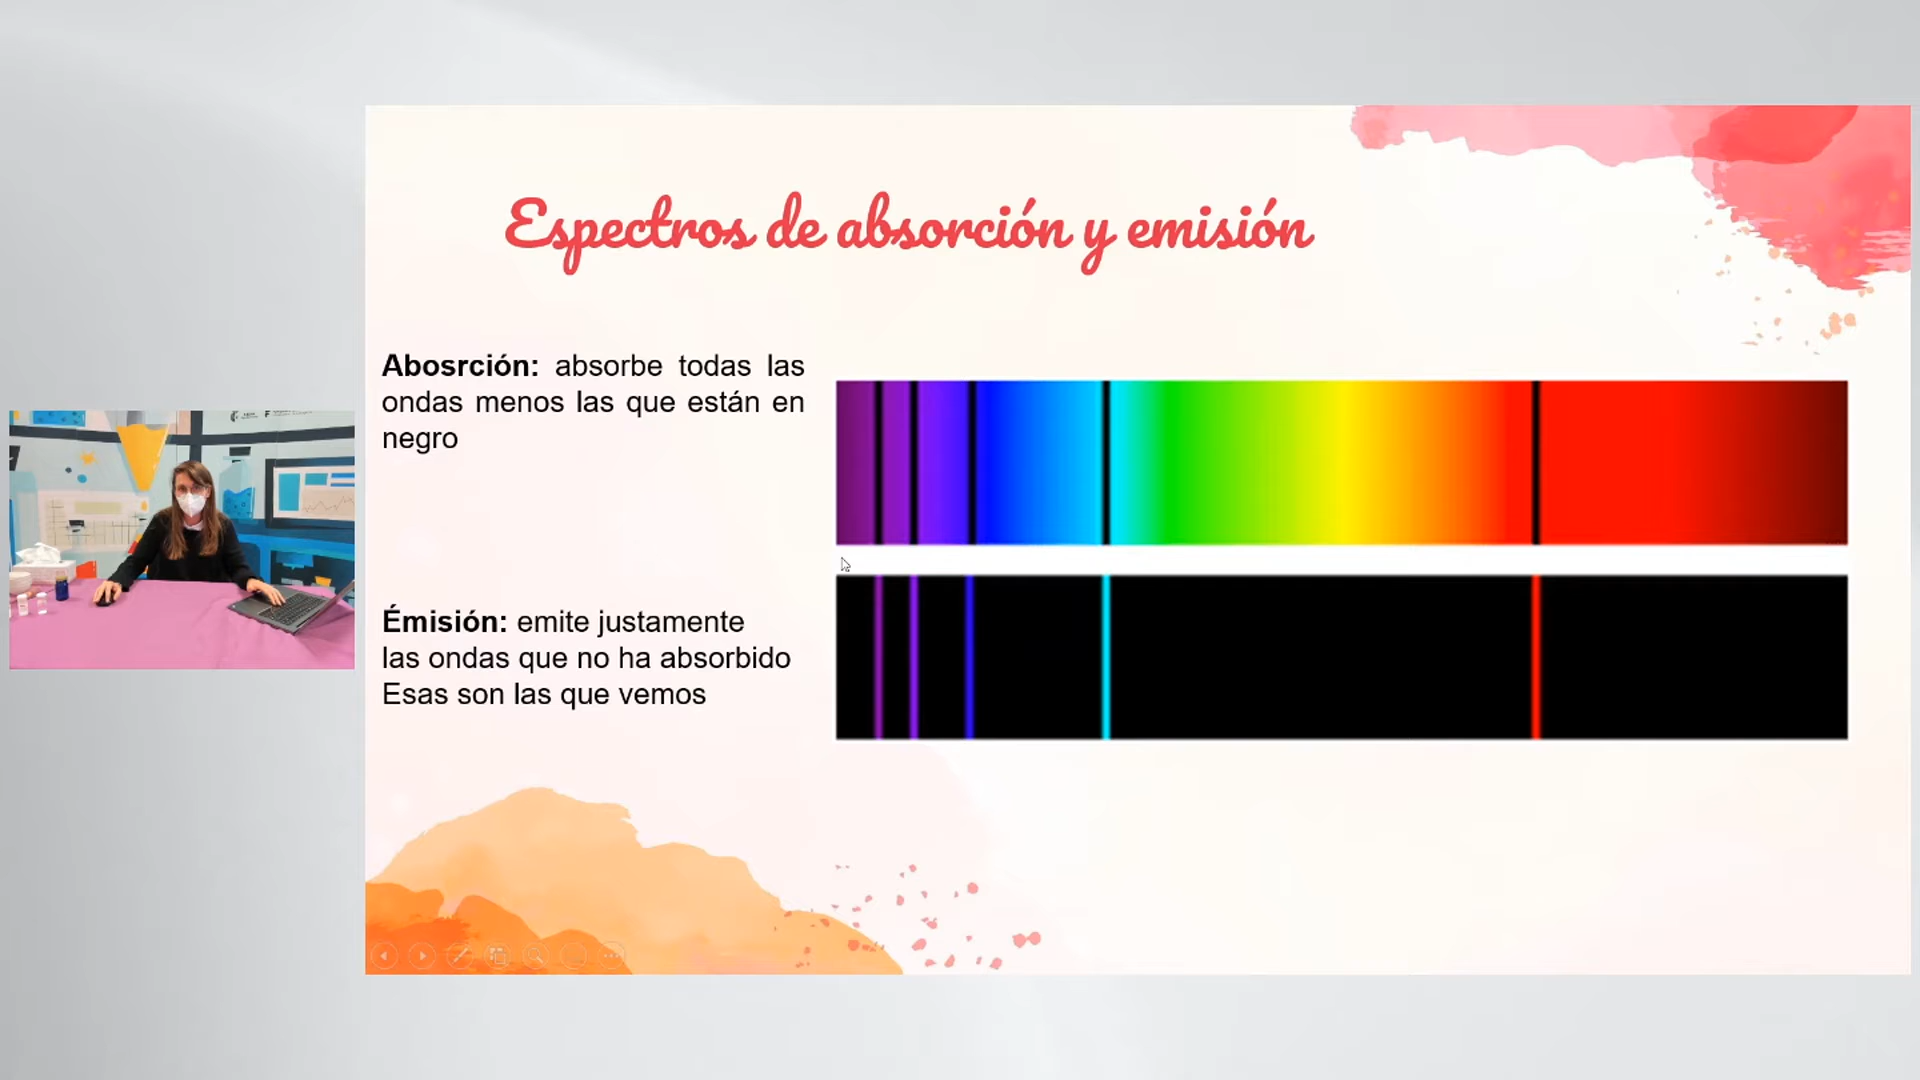 Espectros de absorción y emisión
Abosrción: absorbe todas las
ondas menos las que están en
negro
Émisión: emite justamente
las ondas que no ha absorbido
Esas son las que vemos